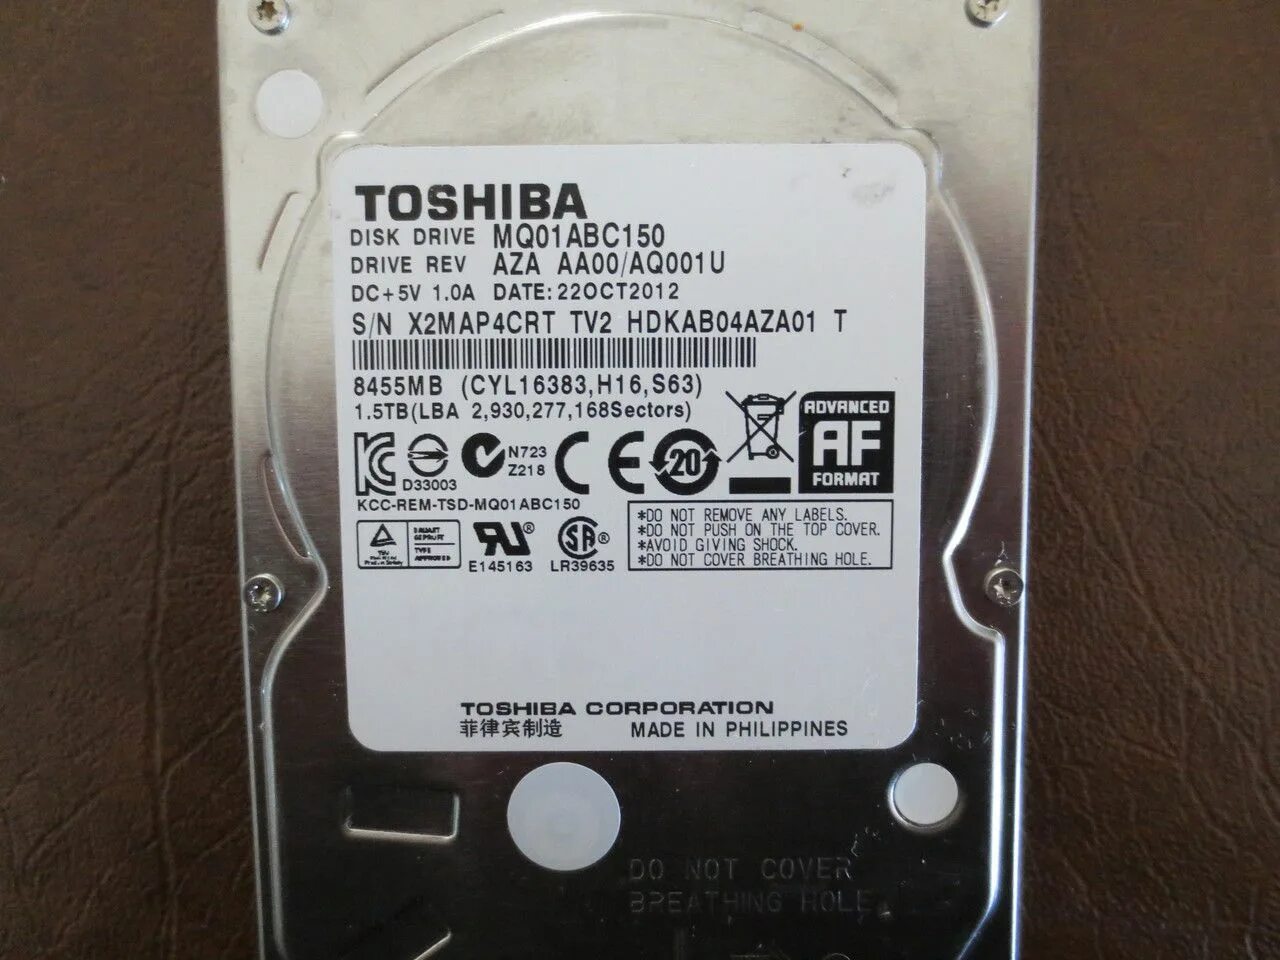 TOSHIBA
DISK DRIVE MQ01ABC150
DRIVE REV AZA AA00/AQ001U
DC+5V 1.0A DATE:22OCT2012
S/N X2MAP4CRT TV2 HDKAB04AZA01 T
8455MB (CYL16383,H16,S63)
1.5TB(LBA 2,930,277,168Sectors)
D33003
N723
Z218
CE
20
ADVANCED
AF
FORMAT
KCC-REM-TSD-MQ01ABC150
TYPE
APPROVED
E145163
LR39635
*DO NOT REMOVE ANY LABELS.
*DO NOT PUSH ON THE TOP COVER.
*AVOID GIVING SHOCK.
*DO NOT COVER BREATHING HOLE.
TOSHIBA CORPORATION
菲律宾制造 MADE IN PHILIPPINES
DO NOT COVER
BREATHING HOLE